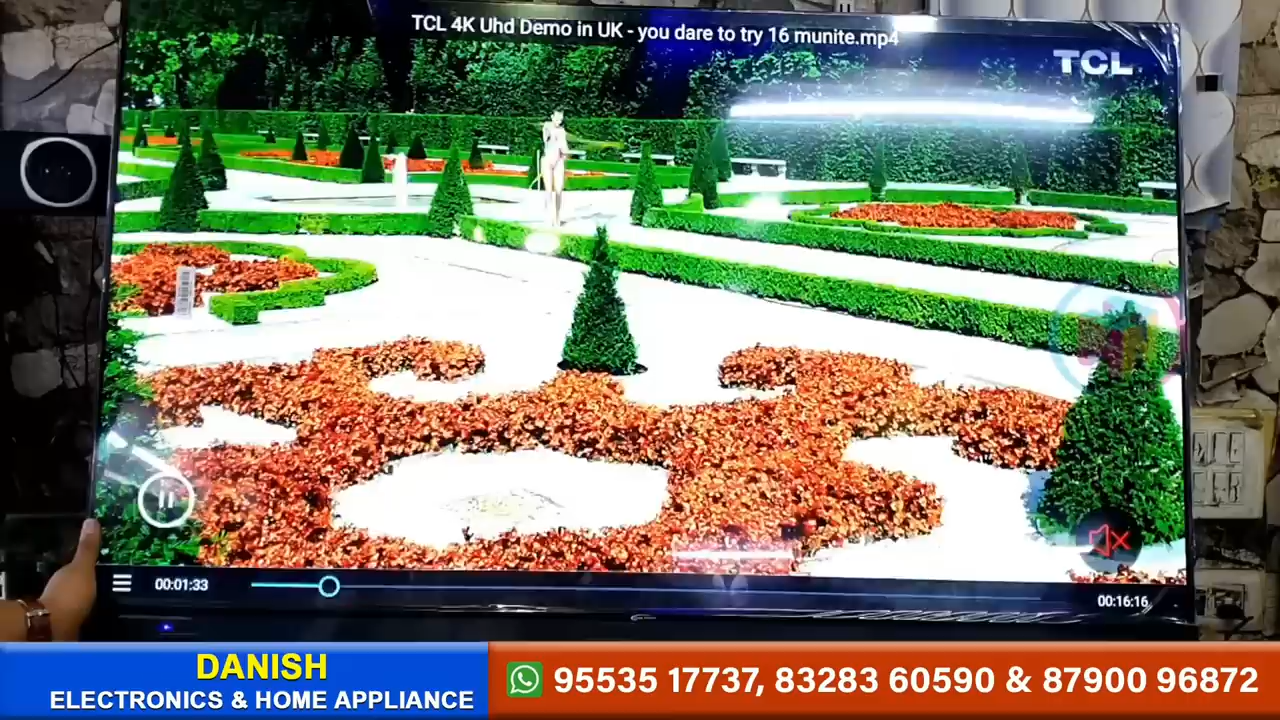 TCL 4K Uhd Demo in UK - you dare to try 16 munite.mp4
TCL
00:01:33
00:16:16
DANISH
ELECTRONICS & HOME APPLIANCE
95535 17737, 83283 60590 & 87900 96872